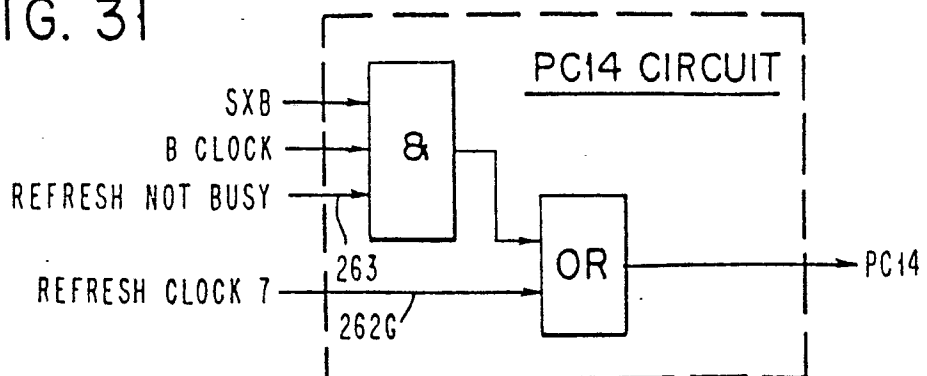 IG. 31
PC14 CIRCUIT
SXB
B CLOCK
&
REFRESH NOT BUSY
263
OR
PC14
REFRESH CLOCK 7
262G